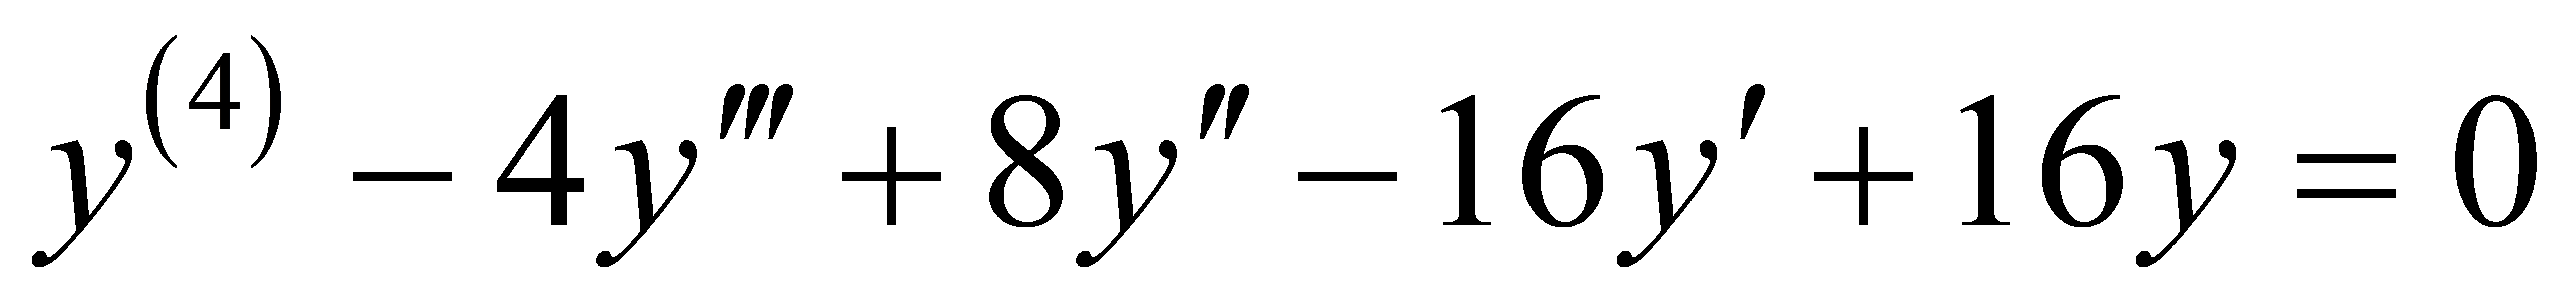 y⁽⁴⁾ − 4y‴ + 8y″ − 16y′ + 16y = 0